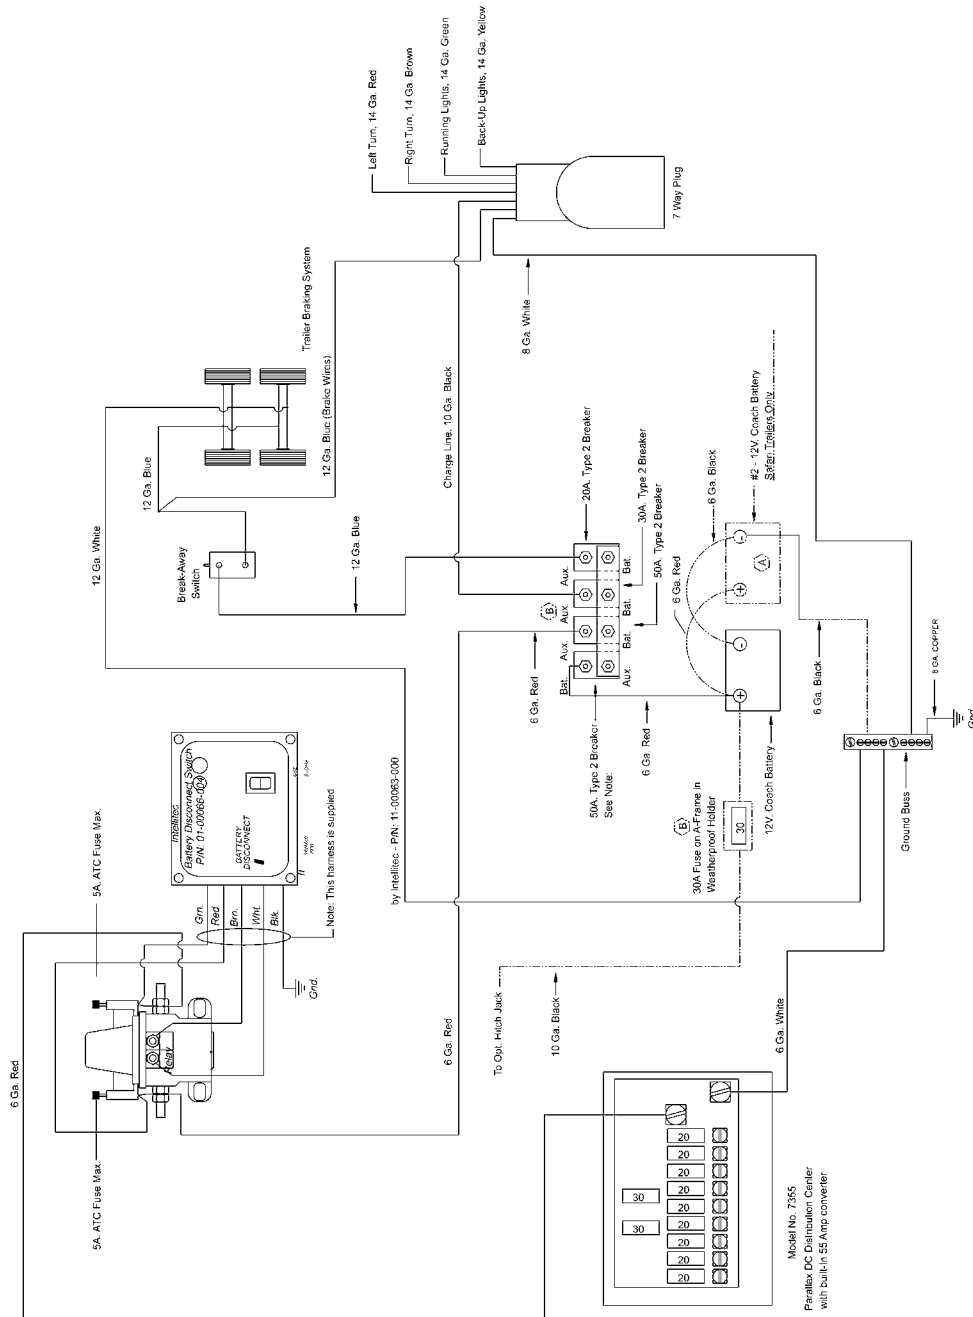 Left Turn, 14 Ga. Red
Right Turn, 14 Ga. Brown
Running Lights, 14 Ga. Green
Back-Up Lights, 14 Ga. Yellow
7 Way Plug
Trailer Braking System
12 Ga. Blue (Brake Wires)
12 Ga. White
12 Ga. Blue
Break-Away
Switch
12 Ga. Blue
Charge Line, 10 Ga. Black
8 Ga. White
20A. Type 2 Breaker
30A. Type 2 Breaker
50A. Type 2 Breaker
Aux.
Aux.
Aux.
Bat.
Bat.
Bat.
Bat.
Aux.
B
6 Ga. Red
50A. Type 2 Breaker
See Note:
6 Ga. Red
6 Ga. Red
6 Ga. Black
#2 - 12V. Coach Battery
Safari Trailers Only
A
12V. Coach Battery
6 Ga. Black
8 GA. COPPER
Gnd.
Ground Buss
B
30A Fuse on A-Frame in
Weatherproof Holder
30
To Opt. Hitch Jack
10 Ga. Black
6 Ga. White
Intellitec
Battery Disconnect Switch
P/N: 01-00066-004
BATTERY
DISCONNECT
USE
Note: This harness is supplied
by Intellitec - P/N: 11-00063-000
Grn.
Red
Brn.
Wht.
Blk.
Gnd.
5A. ATC Fuse Max.
5A. ATC Fuse Max.
Relay
6 Ga. Red
6 Ga. Red
20
20
20
20
20
20
20
20
20
30
30
Model No. 7355
Parallax DC Distribution Center
with built-In 55 Amp converter